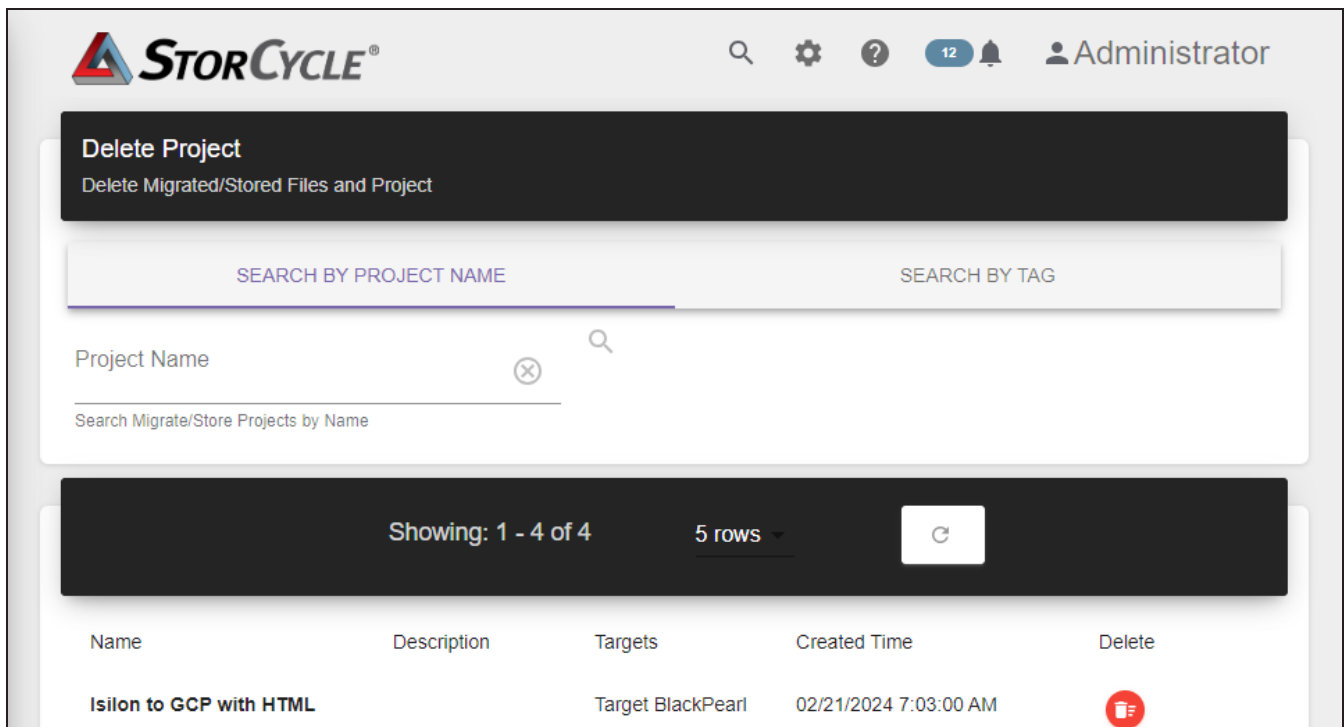 STORCYCLE®
12
Administrator
Delete Project
Delete Migrated/Stored Files and Project
SEARCH BY PROJECT NAME
SEARCH BY TAG
Project Name
Search Migrate/Store Projects by Name
Showing: 1 - 4 of 4
5 rows
Name Description Targets Created Time Delete
Isilon to GCP with HTML Target BlackPearl 02/21/2024 7:03:00 AM